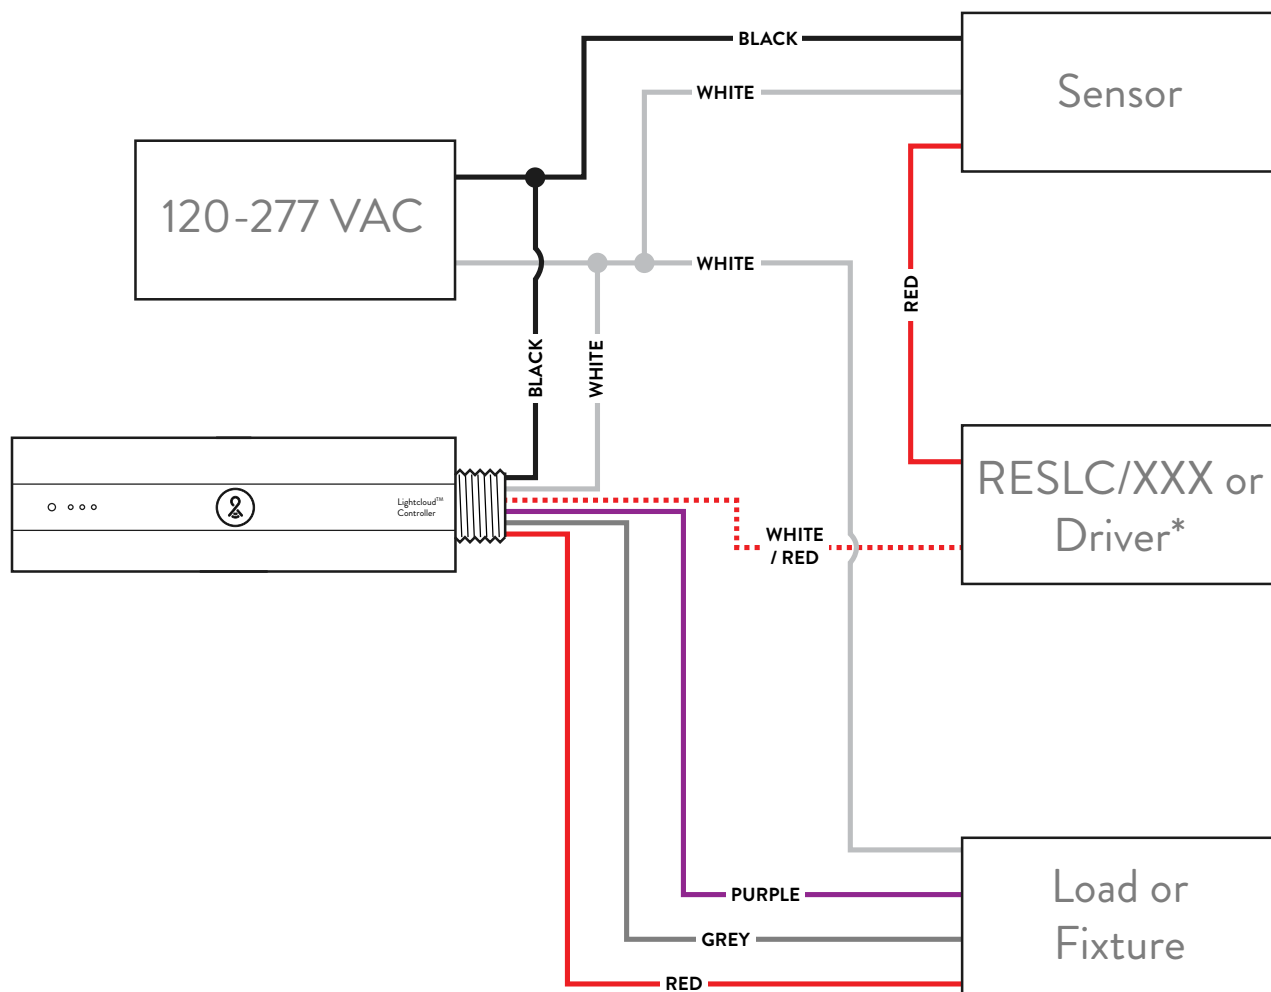 BLACK
Sensor
WHITE
120-277 VAC
WHITE
RED
BLACK
WHITE
Lightcloud™
Controller
RESLC/XXX or
Driver*
WHITE
/ RED
Load or
Fixture
PURPLE
GREY
RED